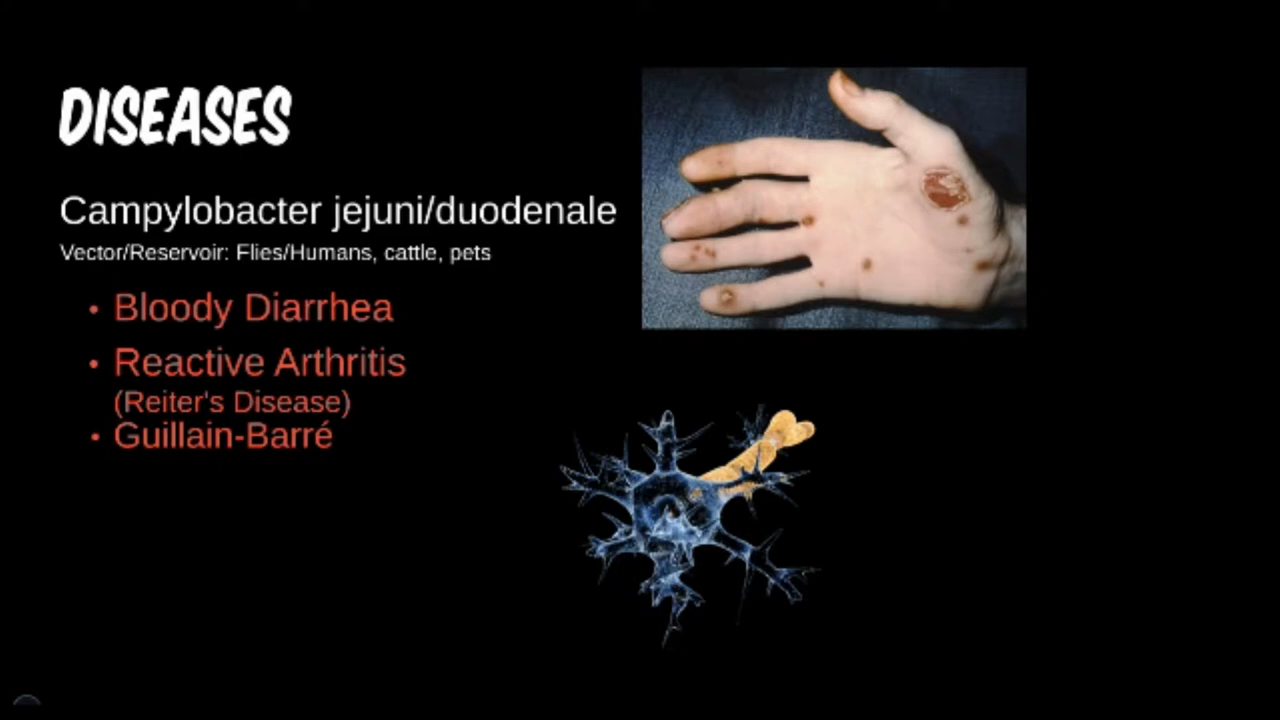 DISEASES
Campylobacter jejuni/duodenale
Vector/Reservoir: Flies/Humans, cattle, pets
• Bloody Diarrhea
• Reactive Arthritis
(Reiter's Disease)
• Guillain-Barré